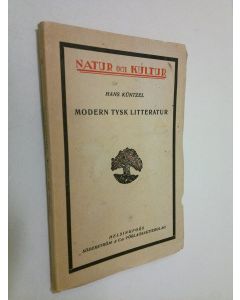 NATUR OCH KULTUR
HANS KÜNTZEL
MODERN TYSK LITTERATUR
HELSINGFORS
SÖDERSTRÖM & C:o FÖRLAGSAKTIEBOLAG